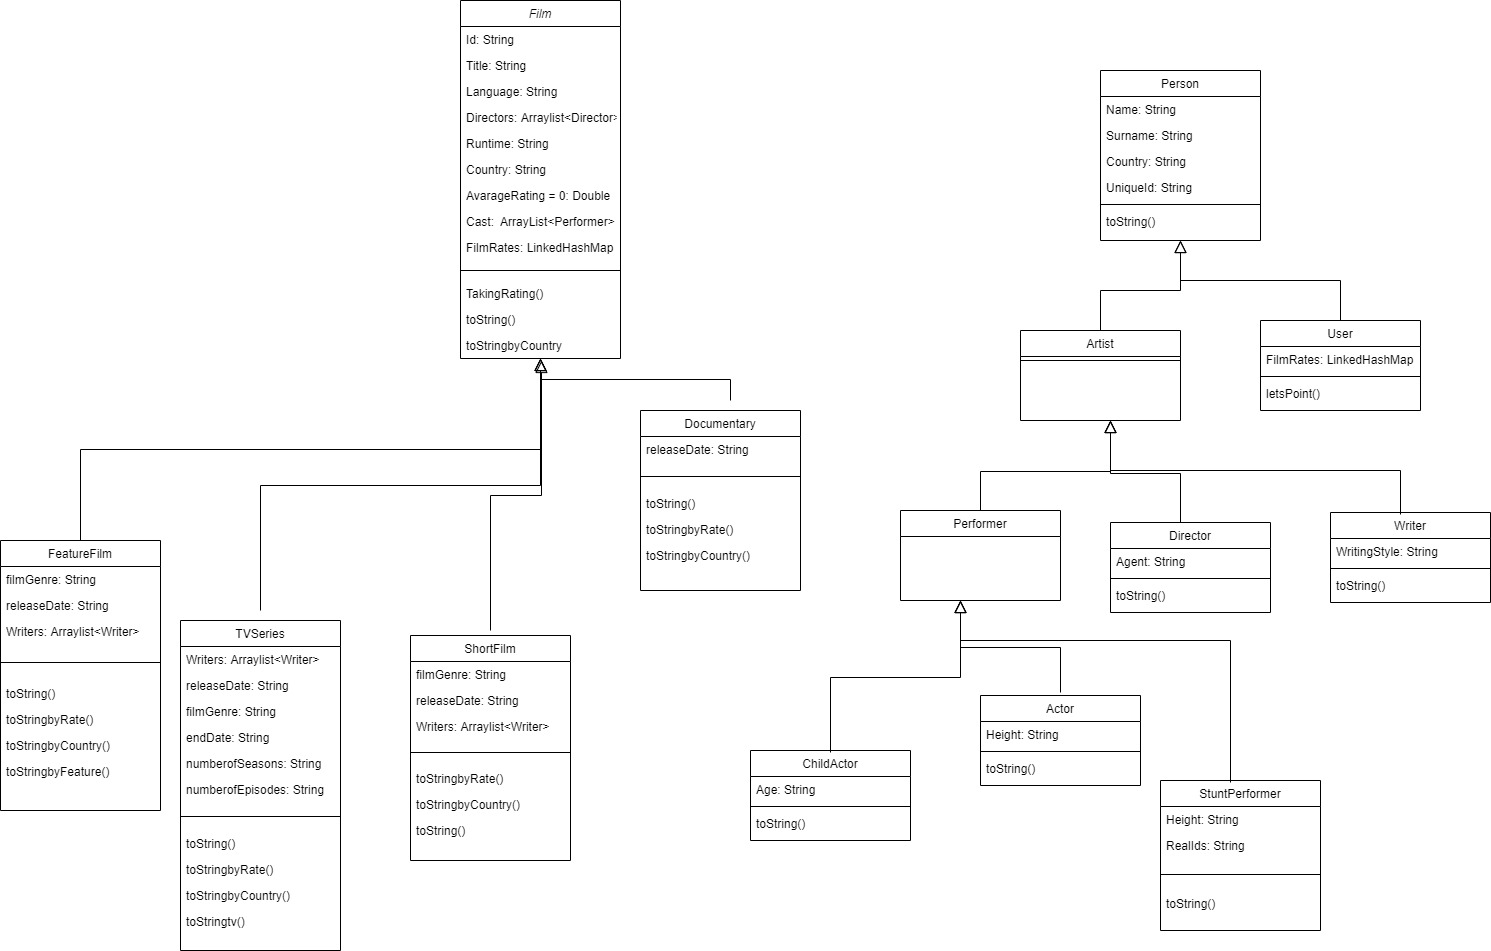 Film
Id: String
Title: String
Language: String
Directors: Arraylist<Director>
Runtime: String
Country: String
AvarageRating = 0: Double
Cast:  ArrayList<Performer>
FilmRates: LinkedHashMap
TakingRating()
toString()
toStringbyCountry
Person
Name: String
Surname: String
Country: String
UniqueId: String
toString()
Artist
User
FilmRates: LinkedHashMap
letsPoint()
Documentary
releaseDate: String
toString()
toStringbyRate()
toStringbyCountry()
FeatureFilm
filmGenre: String
releaseDate: String
Writers: Arraylist<Writer>
toString()
toStringbyRate()
toStringbyCountry()
toStringbyFeature()
TVSeries
Writers: Arraylist<Writer>
releaseDate: String
filmGenre: String
endDate: String
numberofSeasons: String
numberofEpisodes: String
toString()
toStringbyRate()
toStringbyCountry()
toStringtv()
ShortFilm
filmGenre: String
releaseDate: String
Writers: Arraylist<Writer>
toStringbyRate()
toStringbyCountry()
toString()
Performer
Director
Agent: String
toString()
Writer
WritingStyle: String
toString()
ChildActor
Age: String
toString()
Actor
Height: String
toString()
StuntPerformer
Height: String
RealIds: String
toString()